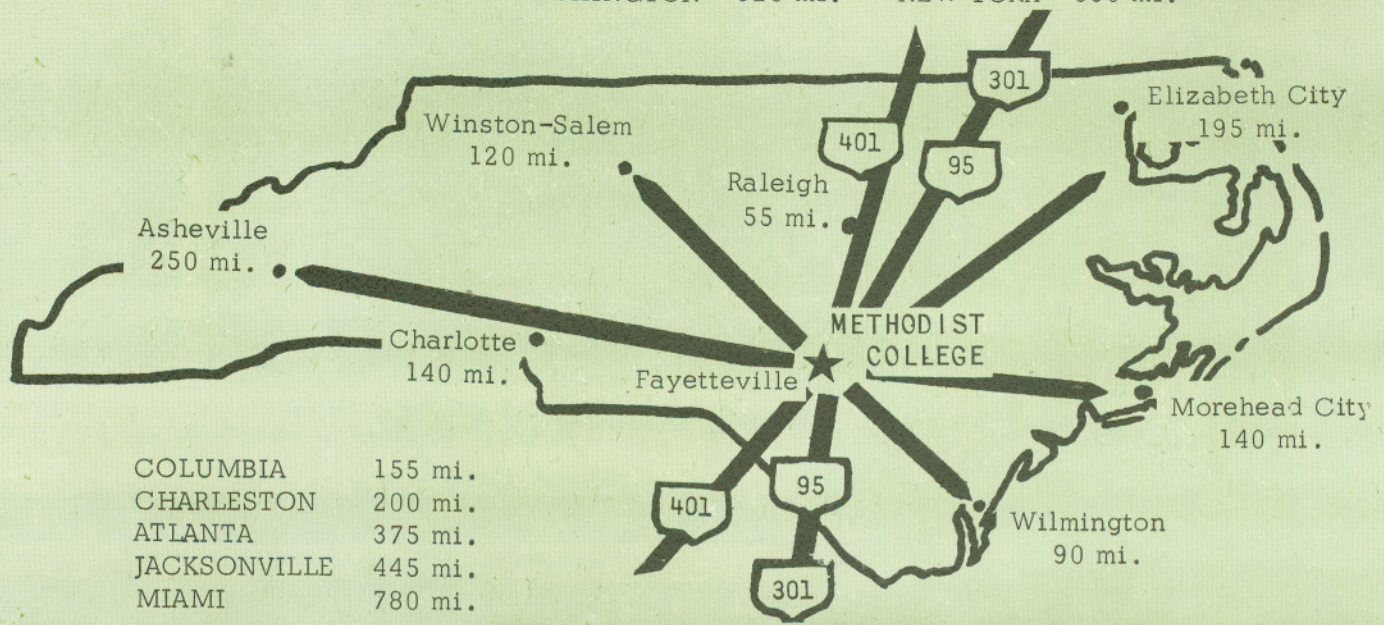 301
Elizabeth City
195 mi.
Winston-Salem
120 mi.
401
95
Raleigh
55 mi.
Asheville
250 mi.
METHODIST
COLLEGE
Charlotte
140 mi.
Fayetteville
Morehead City
140 mi.
COLUMBIA 155 mi.
CHARLESTON 200 mi.
ATLANTA 375 mi.
JACKSONVILLE 445 mi.
MIAMI 780 mi.
401
95
301
Wilmington
90 mi.